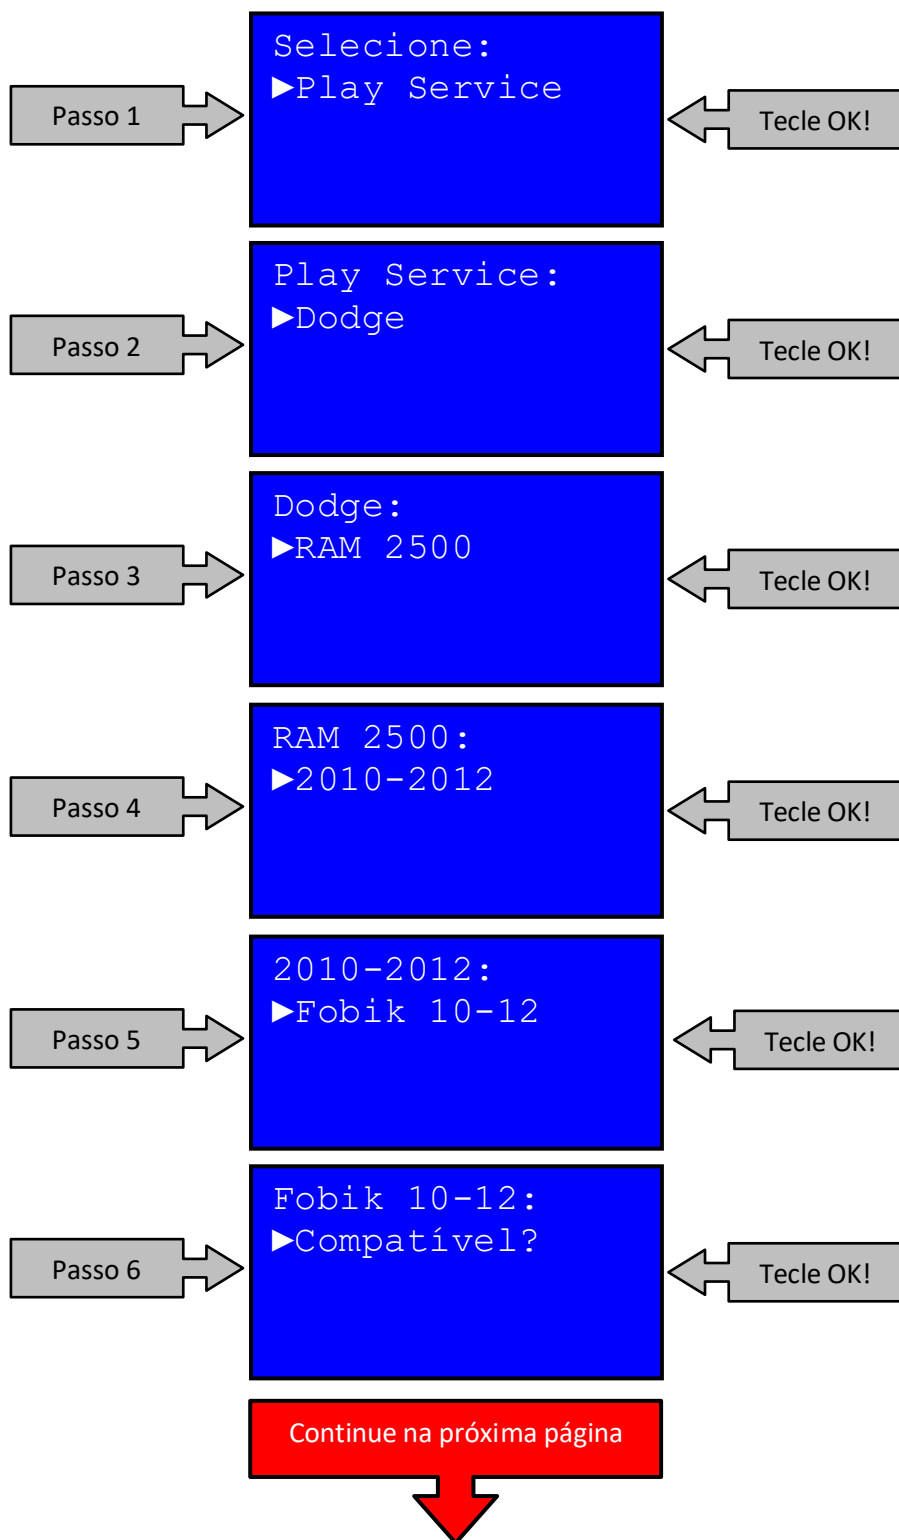 Selecione:
►Play Service
Passo 1
Tecle OK!
Play Service:
►Dodge
Passo 2
Tecle OK!
Dodge:
►RAM 2500
Passo 3
Tecle OK!
RAM 2500:
►2010-2012
Passo 4
Tecle OK!
2010-2012:
►Fobik 10-12
Passo 5
Tecle OK!
Fobik 10-12:
►Compatível?
Passo 6
Tecle OK!
Continue na próxima página